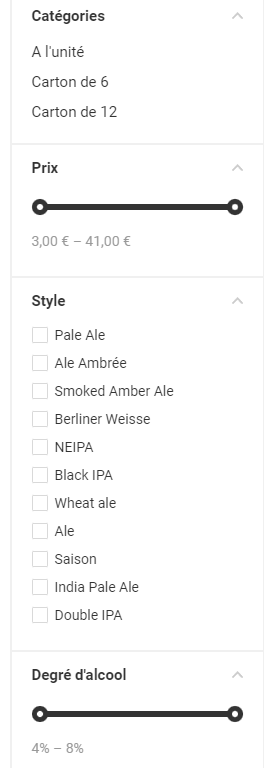 Catégories
A l'unité
Carton de 6
Carton de 12
Prix
3,00 € – 41,00 €
Style
Pale Ale
Ale Ambrée
Smoked Amber Ale
Berliner Weisse
NEIPA
Black IPA
Wheat ale
Ale
Saison
India Pale Ale
Double IPA
Degré d'alcool
4% – 8%